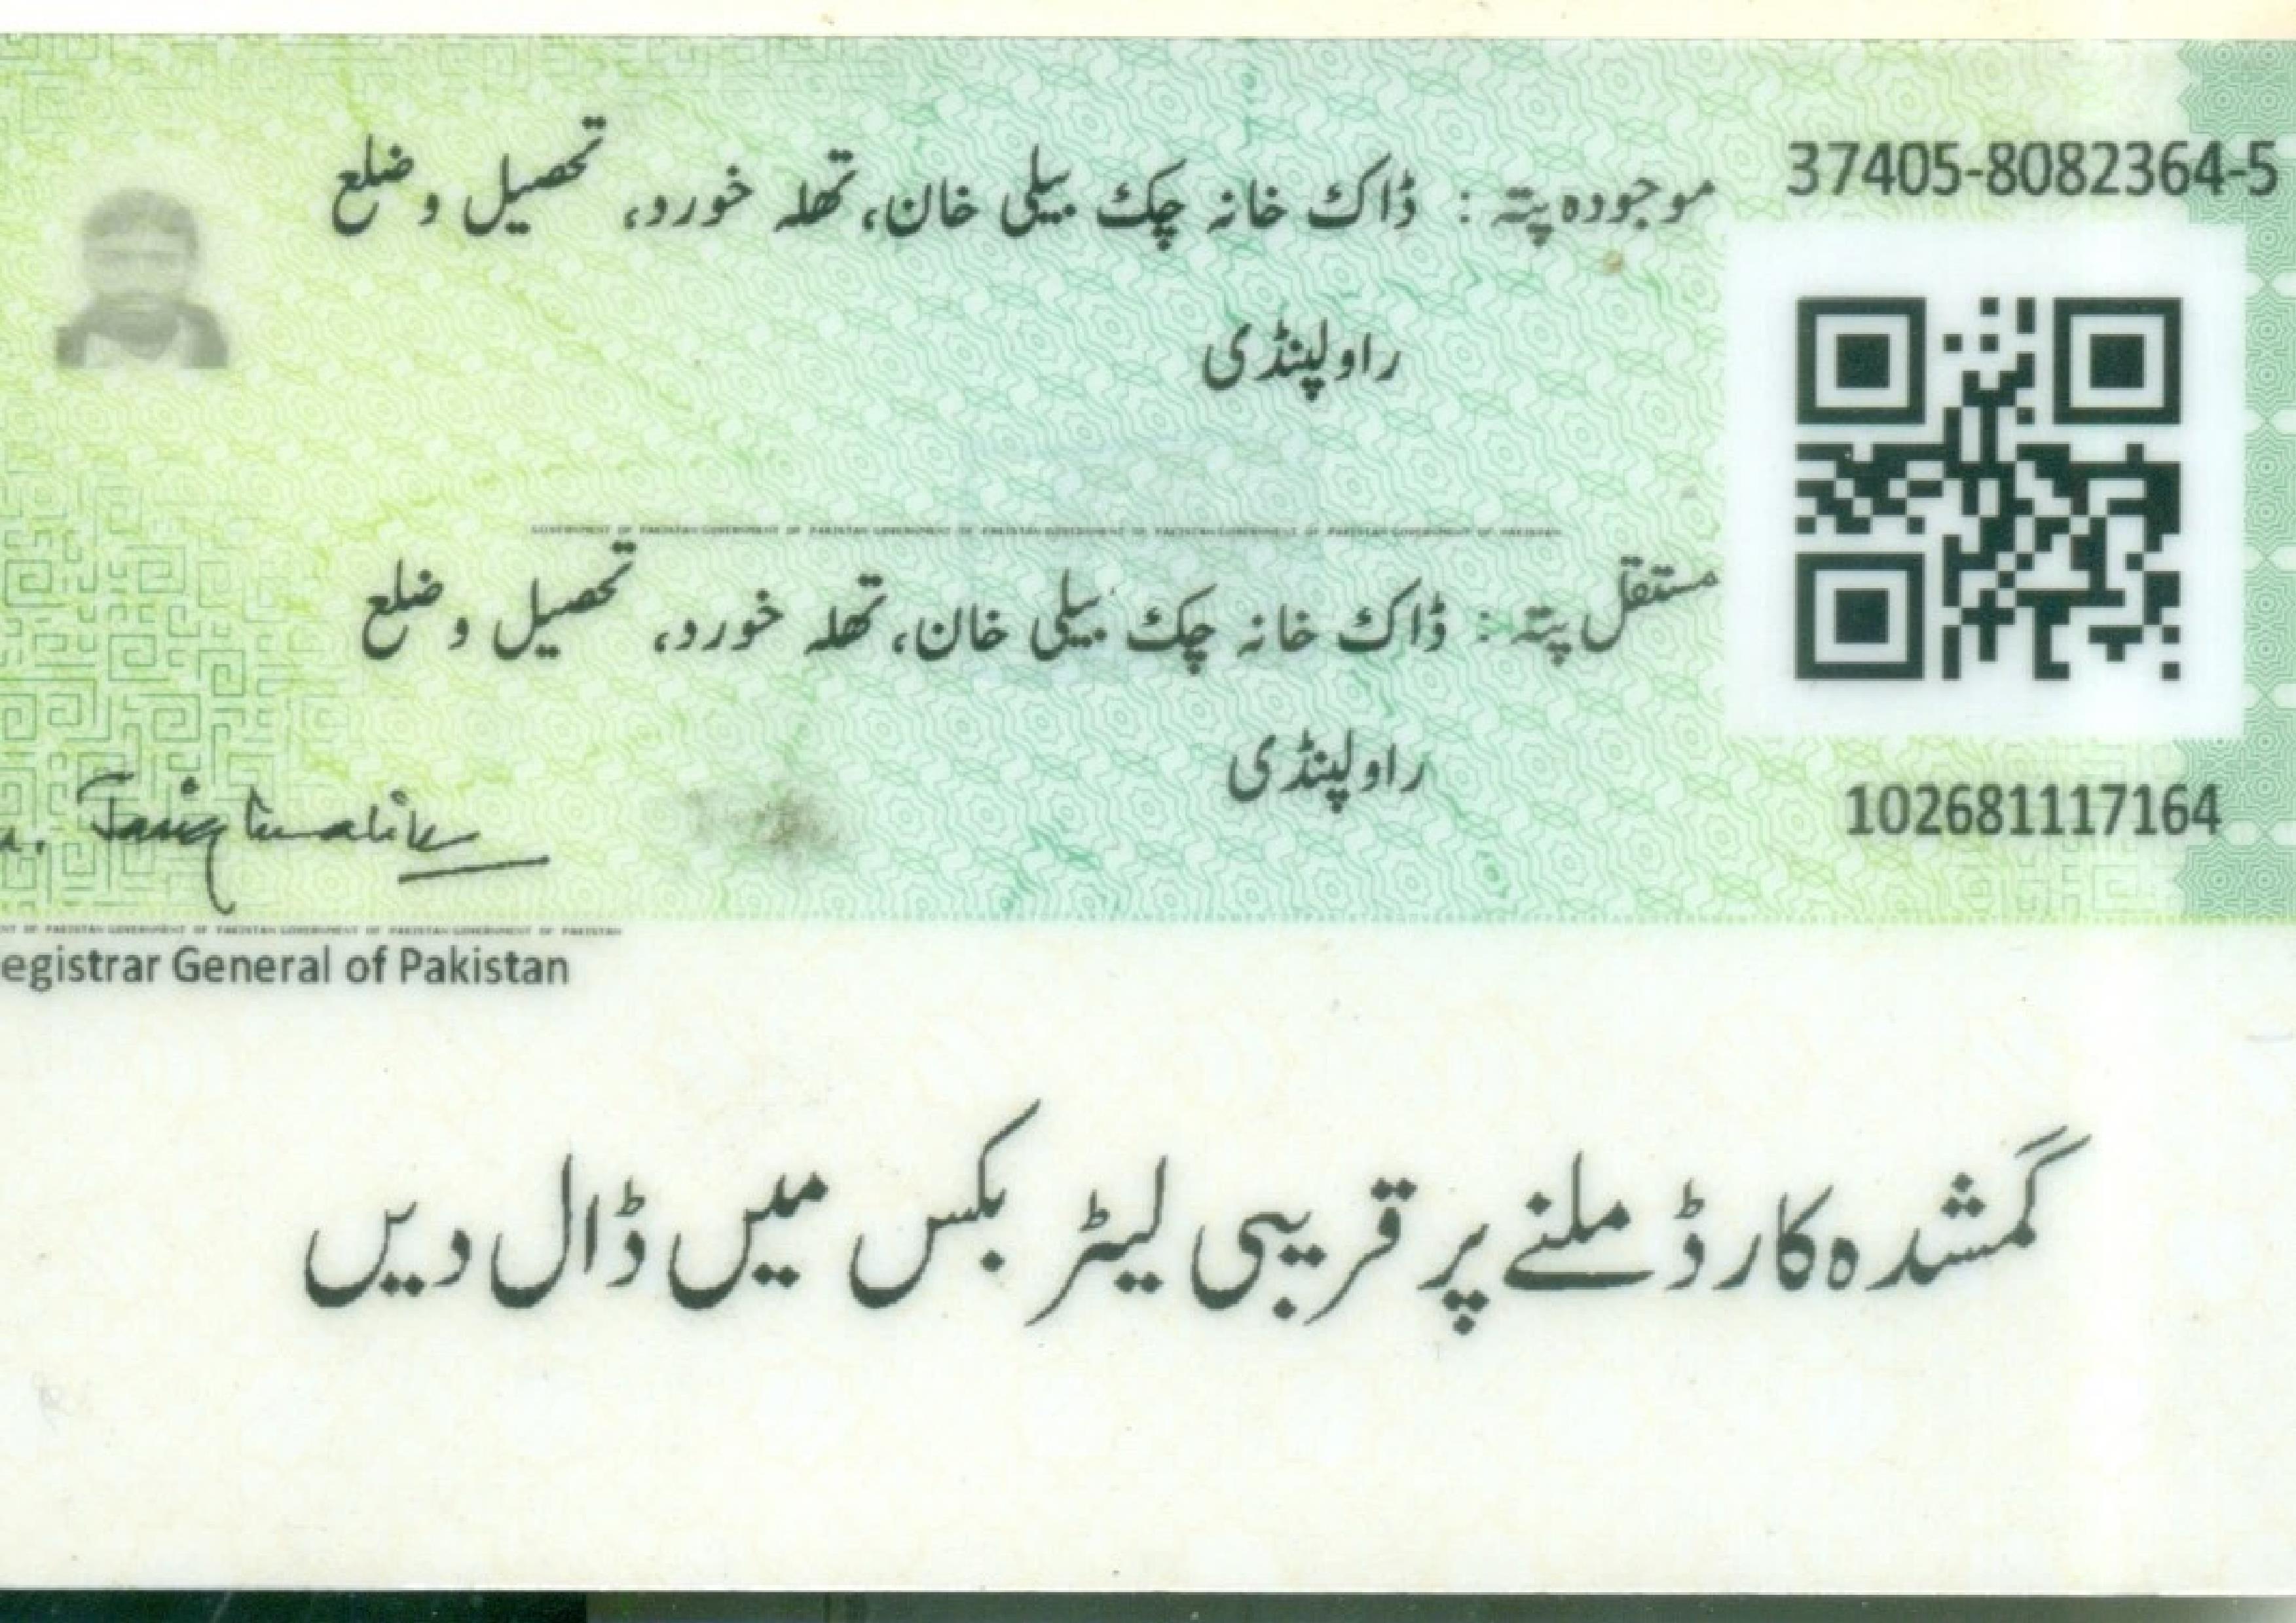 37405-8082364-5
موجودہ پتہ : ڈاک خانہ چک بیلی خان، تھلہ خورد، تحصیل و ضلع
راولپنڈی
GOVERNMENT OF PAKISTAN GOVERNMENT OF PAKISTAN GOVERNMENT OF PAKISTAN GOVERNMENT OF PAKISTAN GOVERNMENT OF PAKISTAN GOVERNMENT OF PAKISTAN
مستقل پتہ : ڈاک خانہ چک بیلی خان، تھلہ خورد، تحصیل و ضلع
راولپنڈی
102681117164
NT OF PAKISTAN GOVERNMENT OF PAKISTAN GOVERNMENT OF PAKISTAN GOVERNMENT OF PAKISTAN
egistrar General of Pakistan
گمشدہ کارڈ ملنے پر قریبی لیٹر بکس میں ڈال دیں